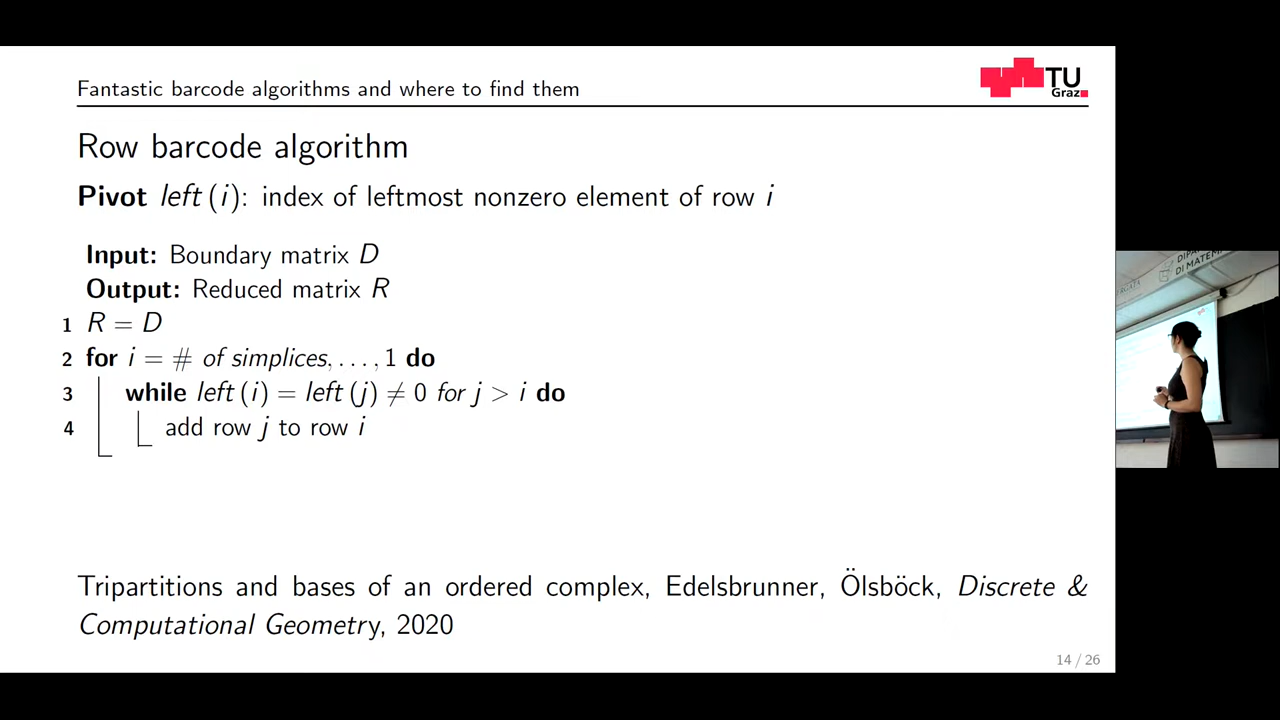 Fantastic barcode algorithms and where to find them
TU
Graz
Row barcode algorithm
Pivot left (i): index of leftmost nonzero element of row i
Input: Boundary matrix D
Output: Reduced matrix R
1 R = D
2 for i = # of simplices, . . . , 1 do
3 while left (i) = left (j) ≠ 0 for j > i do
4 add row j to row i
Tripartitions and bases of an ordered complex, Edelsbrunner, Ölsböck, Discrete &
Computational Geometry, 2020
14 / 26
DI MATEM